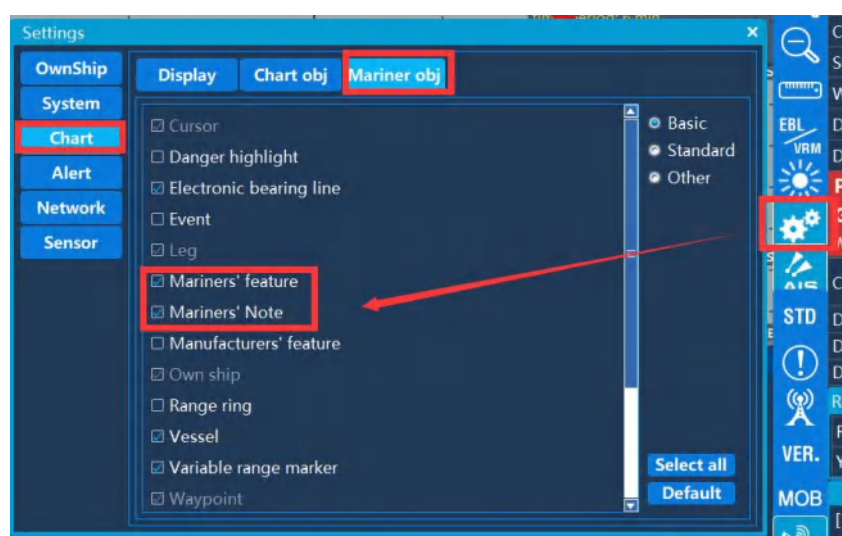 Settings
×
OwnShip
System
Chart
Alert
Network
Sensor
Display
Chart obj
Mariner obj
Cursor
Danger highlight
Electronic bearing line
Event
Leg
Mariners' feature
Mariners' Note
Manufacturers' feature
Own ship
Range ring
Vessel
Variable range marker
Waypoint
Basic
Standard
Other
Select all
Default
EBL
VRM
AIS
STD
VER.
MOB